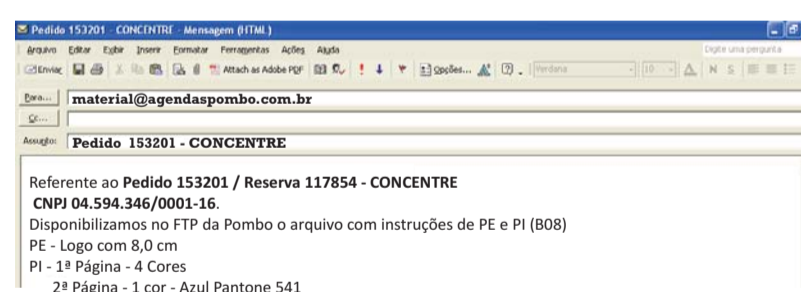 Pedido 153201 - CONCENTRE - Mensagem (HTML)
Arquivo Editar Exibir Inserir Formatar Ferramentas Ações Ajuda Digite uma pergunta
Enviar Attach as Adobe PDF Opções... Verdana 10 A N S
Para... material@agendaspombo.com.br
Cc...
Assunto: Pedido 153201 - CONCENTRE
Referente ao Pedido 153201 / Reserva 117854 - CONCENTRE
CNPJ 04.594.346/0001-16.
Disponibilizamos no FTP da Pombo o arquivo com instruções de PE e PI (B08)
PE - Logo com 8,0 cm
PI - 1ª Página - 4 Cores
2ª Página - 1 cor - Azul Pantone 541